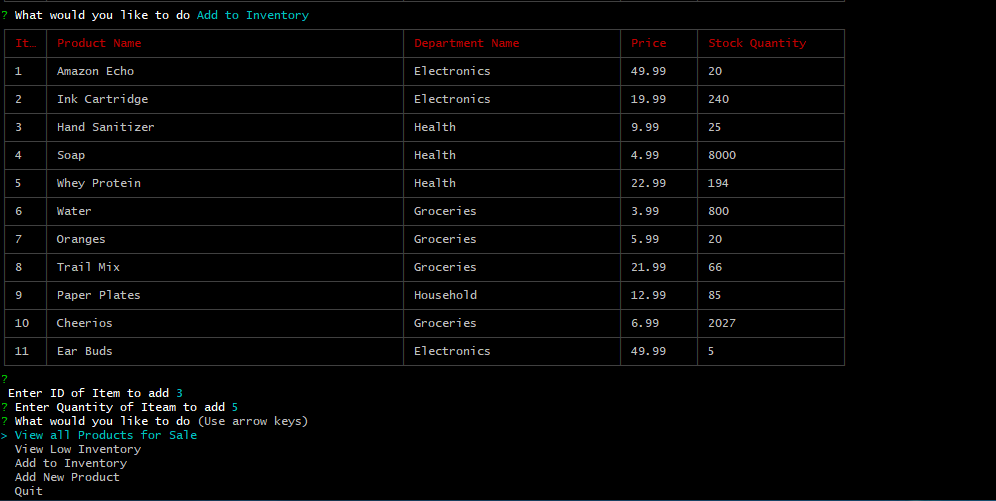 ? What would you like to do Add to Inventory
It… Product Name Department Name Price Stock Quantity
1 Amazon Echo Electronics 49.99 20
2 Ink Cartridge Electronics 19.99 240
3 Hand Sanitizer Health 9.99 25
4 Soap Health 4.99 8000
5 Whey Protein Health 22.99 194
6 Water Groceries 3.99 800
7 Oranges Groceries 5.99 20
8 Trail Mix Groceries 21.99 66
9 Paper Plates Household 12.99 85
10 Cheerios Groceries 6.99 2027
11 Ear Buds Electronics 49.99 5
?
Enter ID of Item to add 3
? Enter Quantity of Iteam to add 5
? What would you like to do (Use arrow keys)
> View all Products for Sale
View Low Inventory
Add to Inventory
Add New Product
Quit